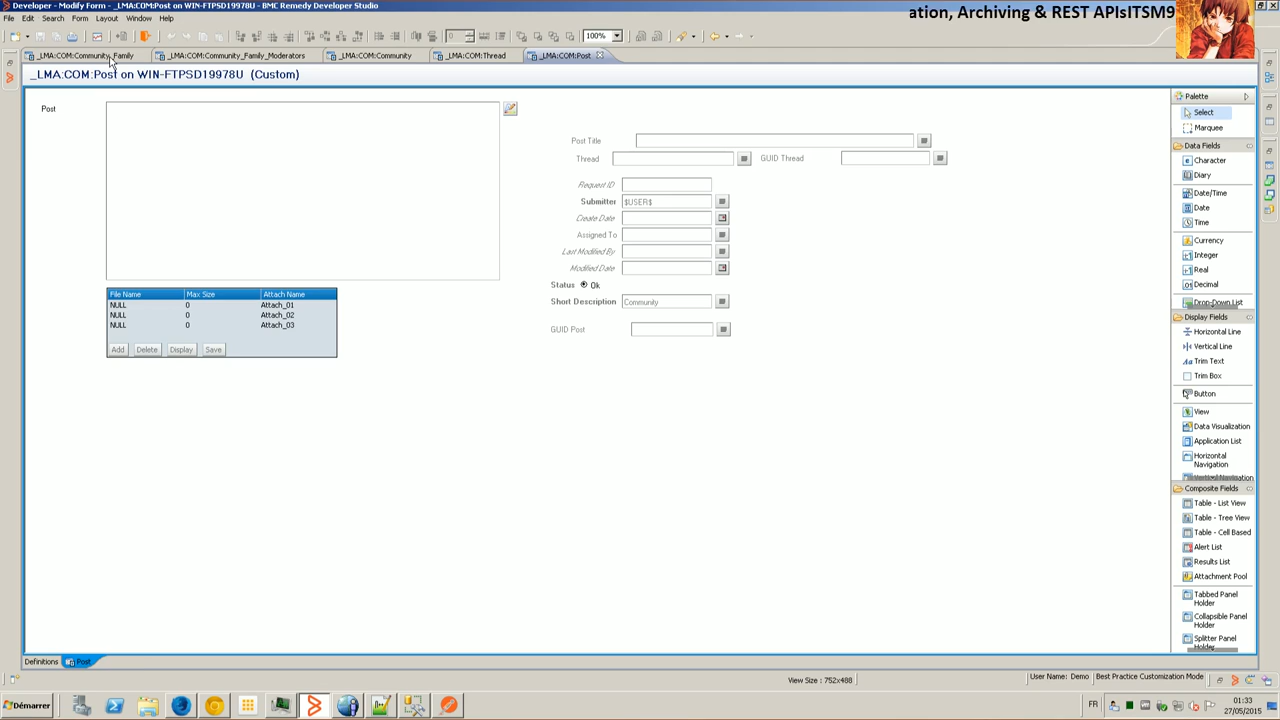 Developer - Modify Form - _LMA:COM:Post on WIN-FTPSD19978U - BMC Remedy Developer Studio
ation, Archiving & REST APIsITSM9
File Edit Search Form Layout Window Help
100%
_LMA:COM:Community_Family _LMA:COM:Community_Family_Moderators _LMA:COM:Community _LMA:COM:Thread _LMA:COM:Post
_LMA:COM:Post on WIN-FTPSD19978U (Custom)
Post
Post Title
Thread GUID Thread
Request ID
Submitter $USER$
Create Date
Assigned To
Last Modified By
Modified Date
Status Ok
Short Description Community
GUID Post
File Name Max Size Attach Name
NULL 0 Attach_01
NULL 0 Attach_02
NULL 0 Attach_03
Add Delete Display Save
Palette
Select
Marquee
Data Fields
Character
Diary
Date/Time
Date
Time
Currency
Integer
Real
Decimal
Drop-Down List
Display Fields
Horizontal Line
Vertical Line
Trim Text
Trim Box
Button
View
Data Visualization
Application List
Horizontal
Navigation
Vertical Navigation
Composite Fields
Table - List View
Table - Tree View
Table - Cell Based
Alert List
Results List
Attachment Pool
Tabbed Panel
Holder
Collapsible Panel
Holder
Splitter Panel
Holder
Definitions Post
View Size : 752x488
User Name: Demo Best Practice Customization Mode
Démarrer
FR
01:33
27/05/2015